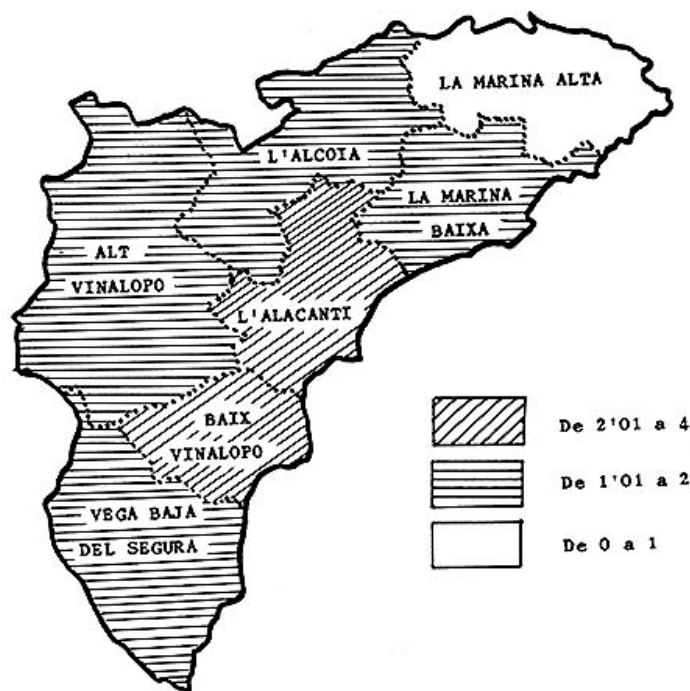 LA MARINA ALTA
L'ALCOIA
LA MARINA
BAIXA
ALT
VINALOPO
L'ALACANTI
BAIX
VINALOPO
VEGA BAJA
DEL SEGURA
De 2'01 a 4
De 1'01 a 2
De 0 a 1